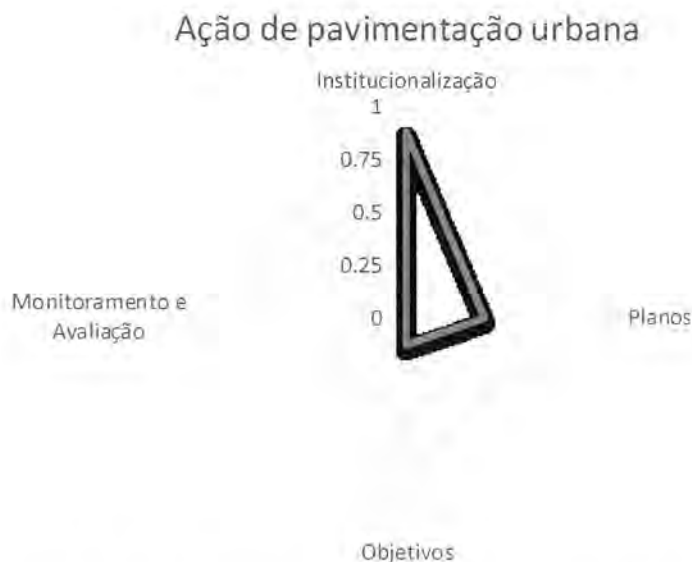 Ação de pavimentação urbana
Institucionalização
1
0.75
0.5
0.25
0
Monitoramento e
Avaliação
Planos
Objetivos